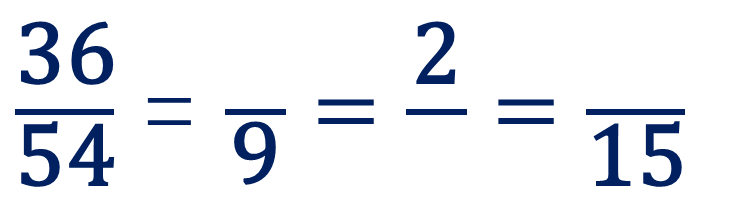 36/54 = /9 = 2/ = /15